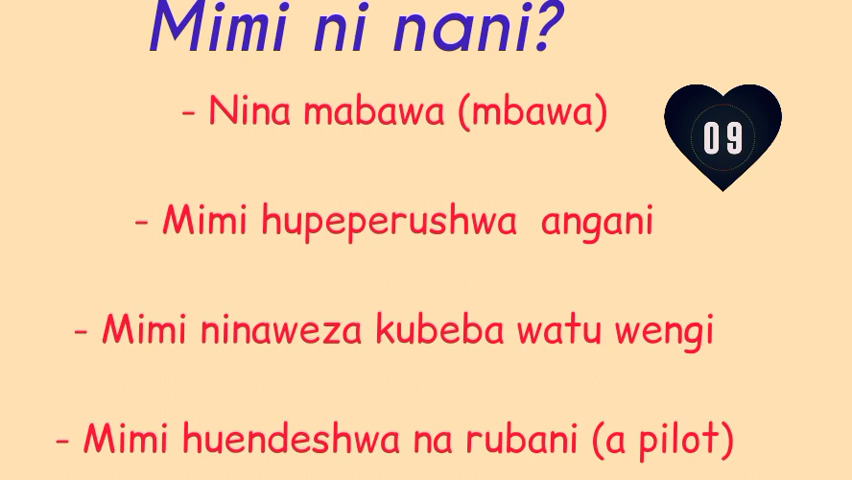 Mimi ni nani?
- Nina mabawa (mbawa)
09
- Mimi hupeperushwa angani
- Mimi ninaweza kubeba watu wengi
- Mimi huendeshwa na rubani (a pilot)